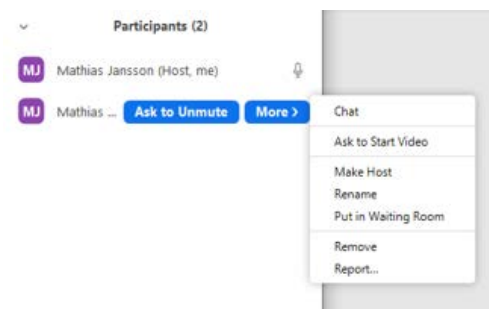 Participants (2)
MJ Mathias Jansson (Host, me)
MJ Mathias ... Ask to Unmute More >
Chat
Ask to Start Video
Make Host
Rename
Put in Waiting Room
Remove
Report...